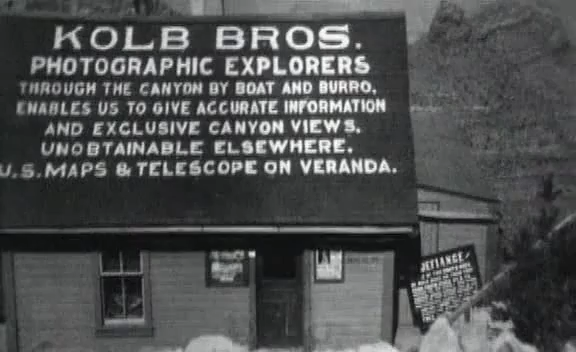 KOLB BROS.
PHOTOGRAPHIC EXPLORERS
THROUGH THE CANYON BY BOAT AND BURRO,
ENABLES US TO GIVE ACCURATE INFORMATION
AND EXCLUSIVE CANYON VIEWS,
UNOBTAINABLE ELSEWHERE.
U.S. MAPS & TELESCOPE ON VERANDA.
DEFIANCE